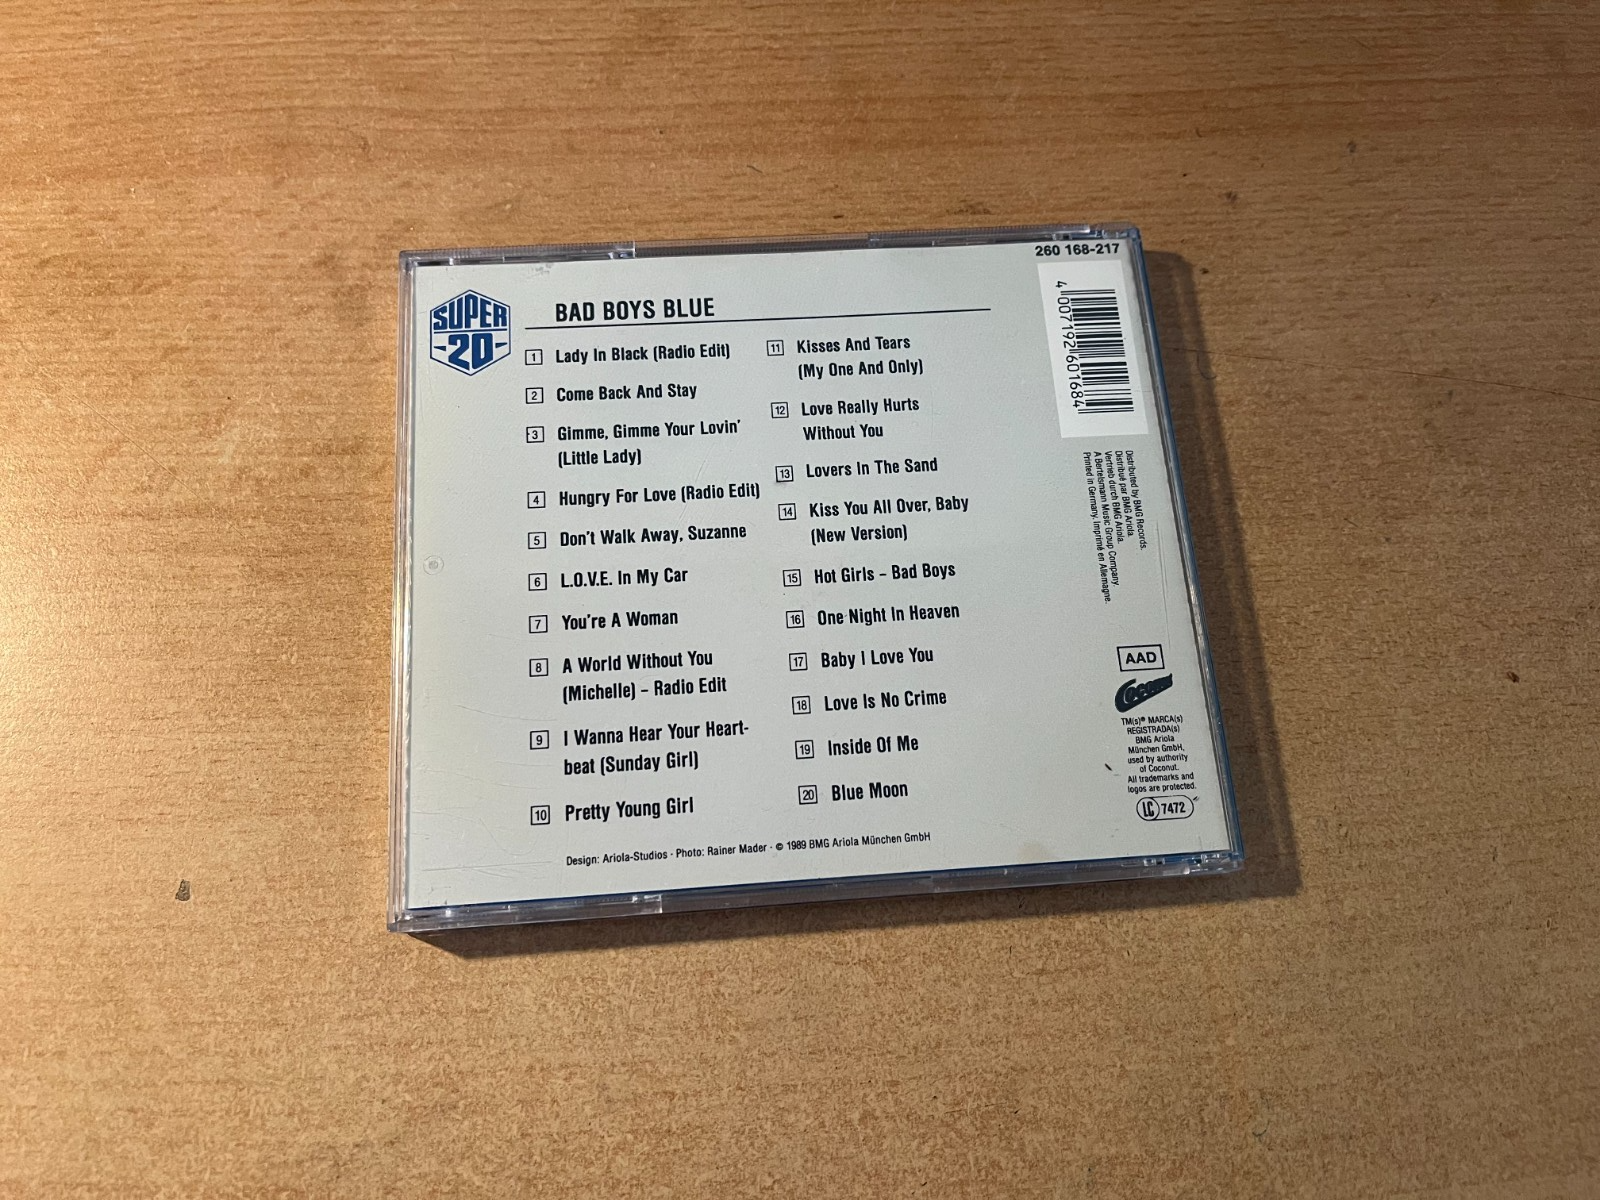 260 168-217
SUPER
20
BAD BOYS BLUE
1 Lady In Black (Radio Edit)
2 Come Back And Stay
3 Gimme, Gimme Your Lovin'
(Little Lady)
4 Hungry For Love (Radio Edit)
5 Don't Walk Away, Suzanne
6 L.O.V.E. In My Car
7 You're A Woman
8 A World Without You
(Michelle) – Radio Edit
9 I Wanna Hear Your Heart-
beat (Sunday Girl)
10 Pretty Young Girl
11 Kisses And Tears
(My One And Only)
12 Love Really Hurts
Without You
13 Lovers In The Sand
14 Kiss You All Over, Baby
(New Version)
15 Hot Girls – Bad Boys
16 One Night In Heaven
17 Baby I Love You
18 Love Is No Crime
19 Inside Of Me
20 Blue Moon
Design: Ariola-Studios · Photo: Rainer Mader · © 1989 BMG Ariola München GmbH
4 007192 601684
Distributed by BMG Records.
Distribué par BMG Ariola.
Vertrieb durch BMG Ariola.
A Bertelsmann Music Group Company.
Printed in Germany. Imprimé en Allemagne.
AAD
Coconut
TM(s)® MARCA(s)
REGISTRADA(s)
BMG Ariola
München GmbH,
used by authority
of Coconut.
All trademarks and
logos are protected.
LC 7472